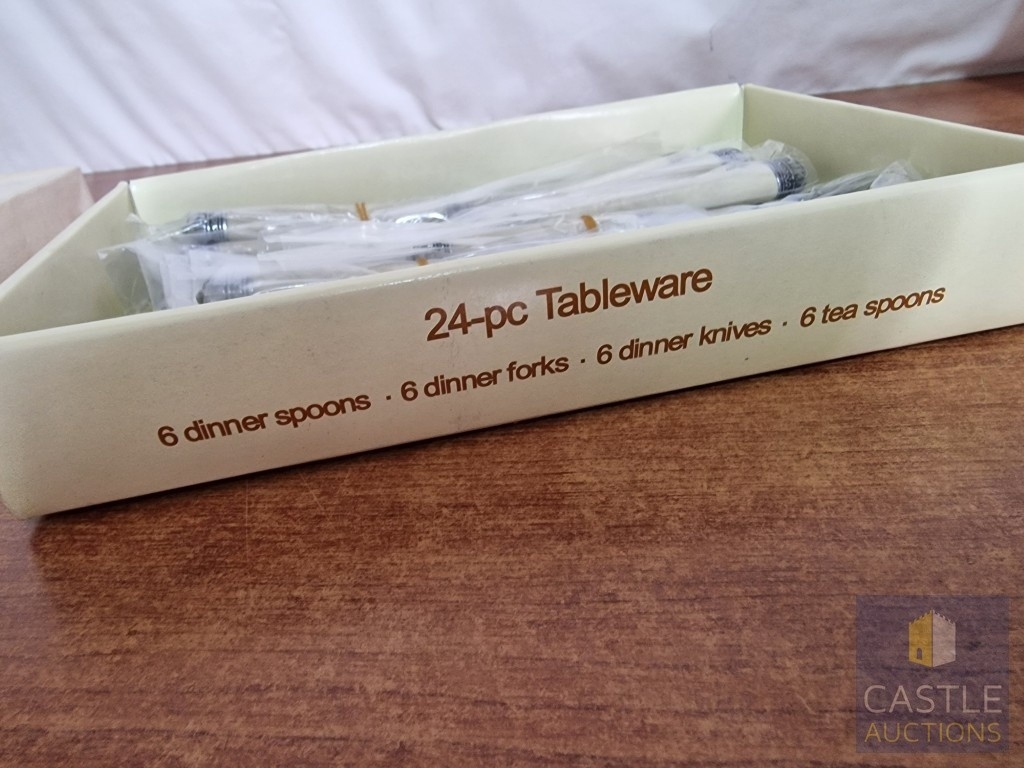 24-pc Tableware
6 dinner spoons · 6 dinner forks · 6 dinner knives · 6 tea spoons
CASTLE
AUCTIONS